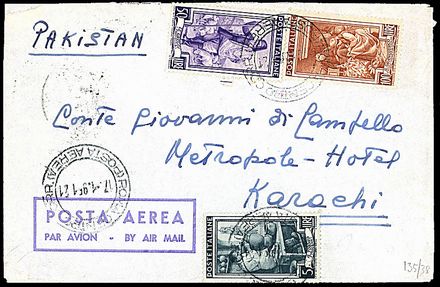 PAKISTAN
POSTE ITALIANE
POSTE ITALIANE
Conte Giovanni di Campello
Metropole - Hotel
Karachi
POSTA AEREA
PAR AVION - BY AIR MAIL
POSTE ITALIANE
135/38